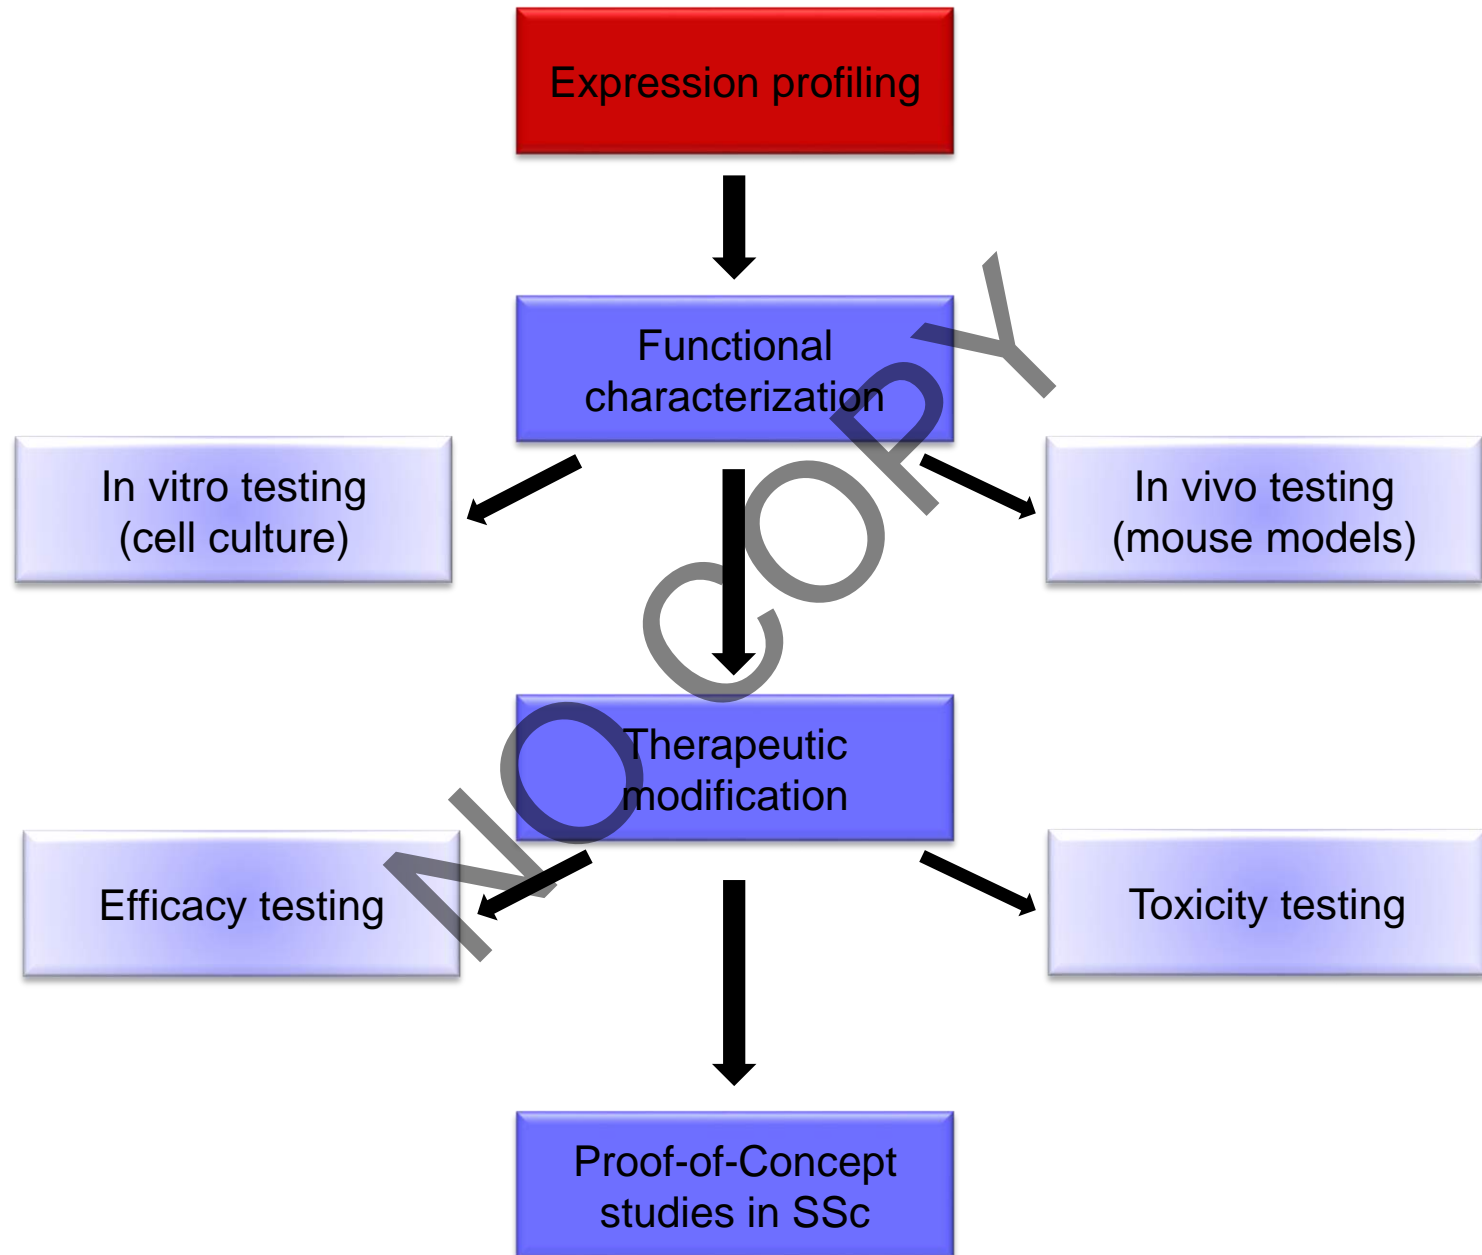 Expression profiling
Functional
characterization
In vitro testing
(cell culture)
In vivo testing
(mouse models)
Therapeutic
modification
Efficacy testing
Toxicity testing
Proof-of-Concept
studies in SSc
NO COPY